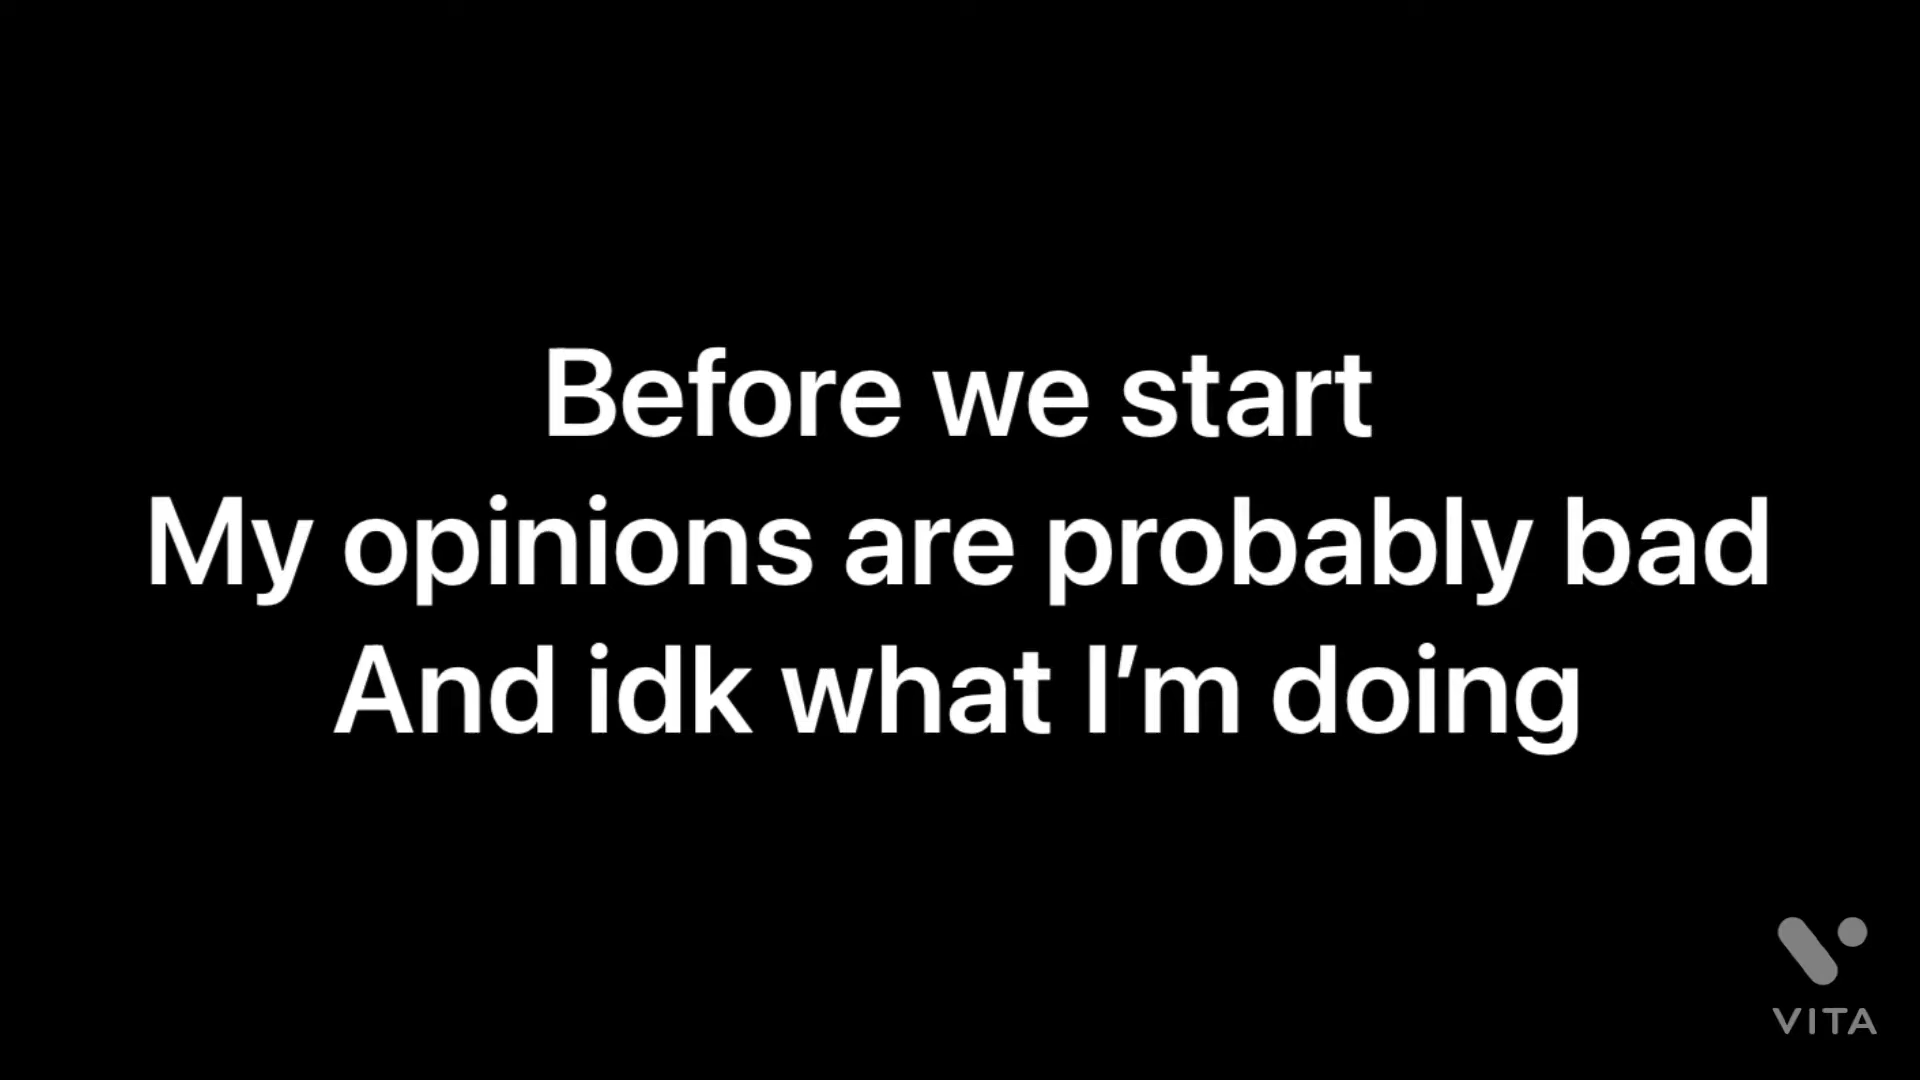 Before we start
My opinions are probably bad
And idk what I’m doing
VITA